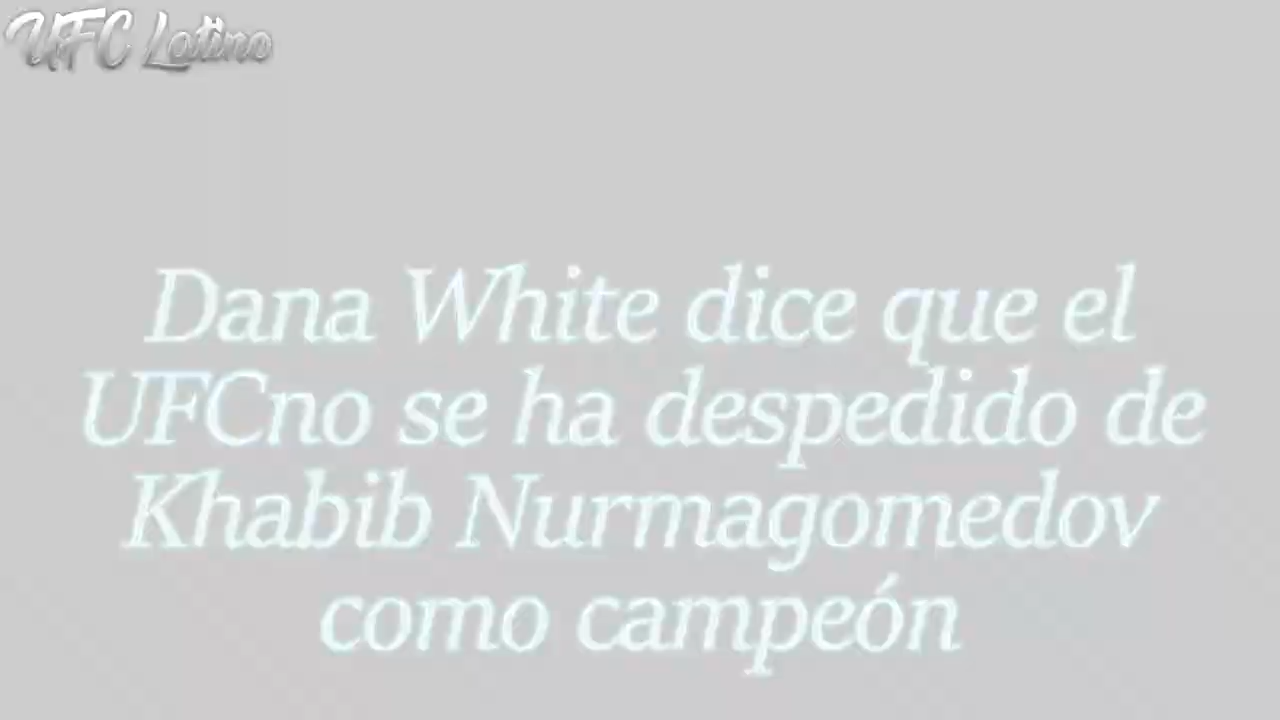 UFC Latino
Dana White dice que el
UFCno se ha despedido de
Khabib Nurmagomedov
como campeón